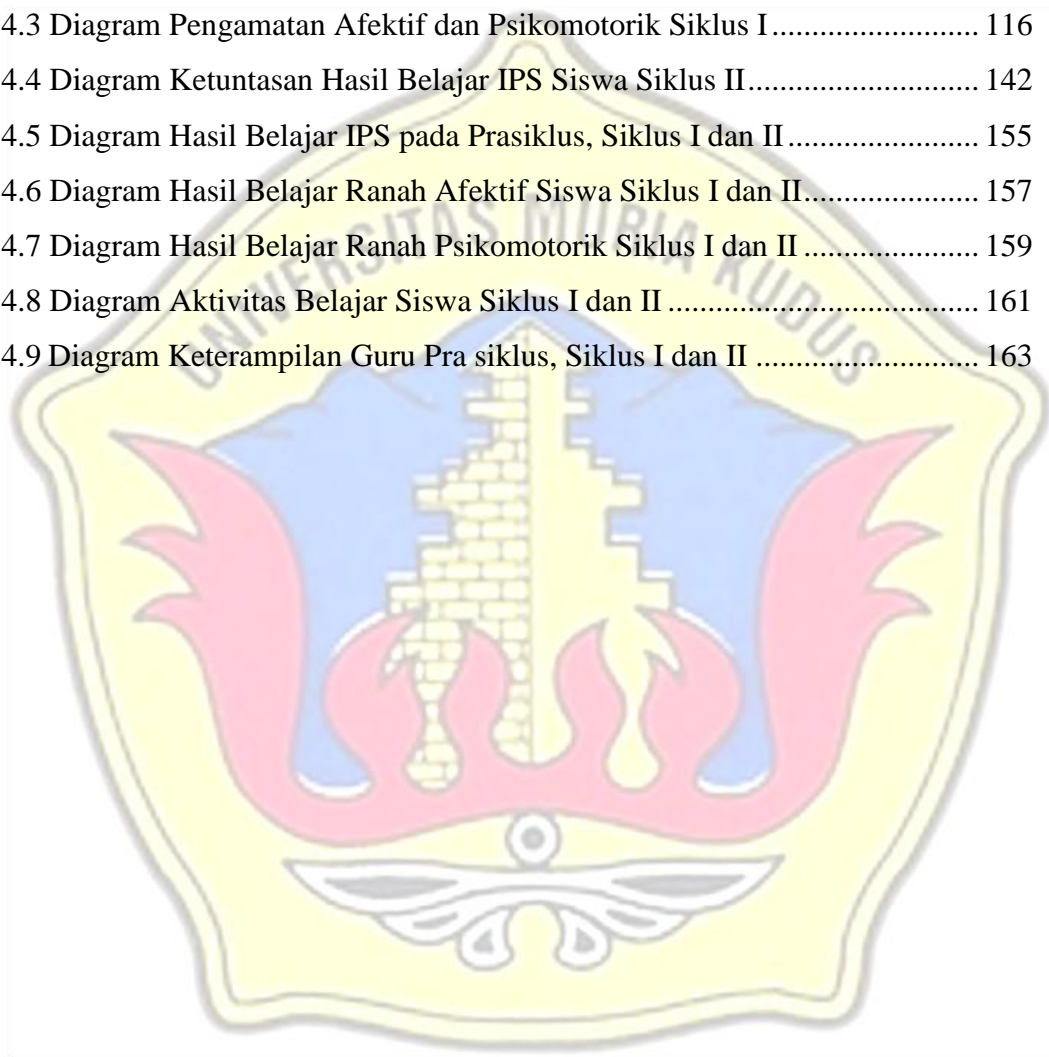 4.3 Diagram Pengamatan Afektif dan Psikomotorik Siklus I.......................... 116
4.4 Diagram Ketuntasan Hasil Belajar IPS Siswa Siklus II............................ 142
4.5 Diagram Hasil Belajar IPS pada Prasiklus, Siklus I dan II....................... 155
4.6 Diagram Hasil Belajar Ranah Afektif Siswa Siklus I dan II..................... 157
4.7 Diagram Hasil Belajar Ranah Psikomotorik Siklus I dan II ..................... 159
4.8 Diagram Aktivitas Belajar Siswa Siklus I dan II ...................................... 161
4.9 Diagram Keterampilan Guru Pra siklus, Siklus I dan II ........................... 163
UNIVERSITAS MURIA KUDUS